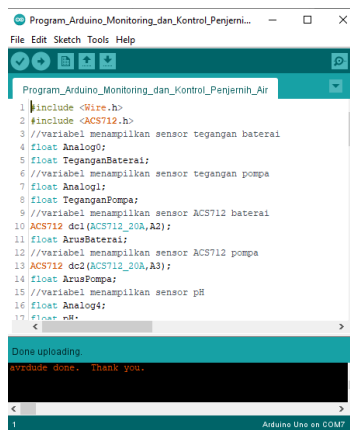 Program_Arduino_Monitoring_dan_Kontrol_Penjerni...
File Edit Sketch Tools Help
Program_Arduino_Monitoring_dan_Kontrol_Penjernih_Air
1 #include <Wire.h>
2 #include <ACS712.h>
3 //variabel menampilkan sensor tegangan baterai
4 float Analog0;
5 float TeganganBaterai;
6 //variabel menampilkan sensor tegangan pompa
7 float Analog1;
8 float TeganganPompa;
9 //variabel menampilkan sensor ACS712 baterai
10 ACS712 dc1(ACS712_20A,A2);
11 float ArusBaterai;
12 //variabel menampilkan sensor ACS712 pompa
13 ACS712 dc2(ACS712_20A,A3);
14 float ArusPompa;
15 //variabel menampilkan sensor pH
16 float Analog4;
17 float pH;
Done uploading.
avrdude done.  Thank you.
1 Arduino Uno on COM7